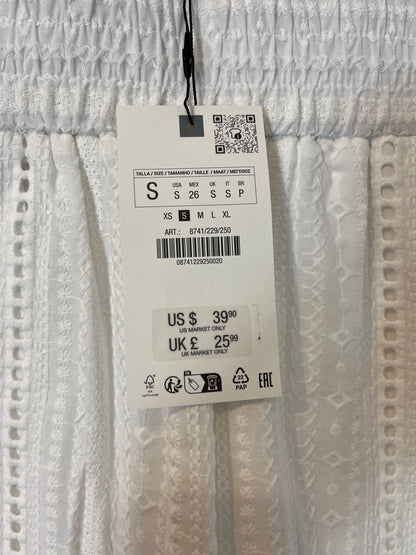 TALLA / SIZE / TAMANHO / TAILLE / MAAT / ΜΕΓΕΘΟΣ
S USA MEX UK IT BR
S 26 S S P
XS S M L XL
ART.: 8741/229/250
08741229250020
US $ 39.90
US MARKET ONLY
UK £ 25.99
UK MARKET ONLY
FSC
22
PAP
EAC